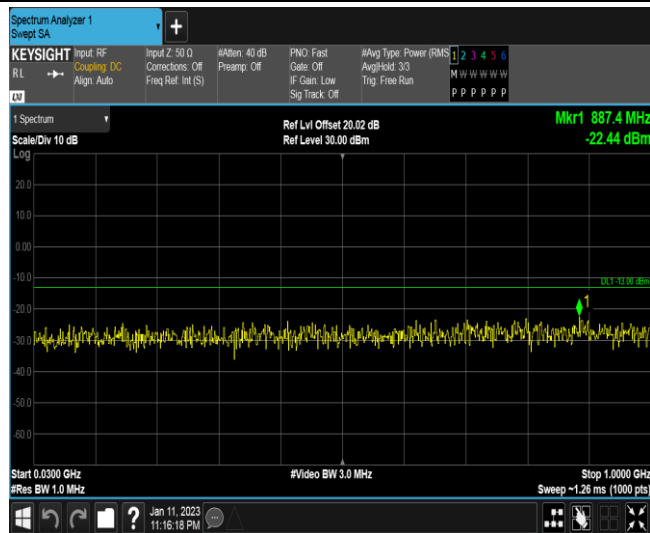 Spectrum Analyzer 1
Swept SA
+
KEYSIGHT
RL
LXI
Input: RF
Coupling: DC
Align: Auto
Input Z: 50 Ω
Corrections: Off
Freq Ref: Int (S)
#Atten: 40 dB
Preamp: Off
PNO: Fast
Gate: Off
IF Gain: Low
Sig Track: Off
#Avg Type: Power (RMS
Avg|Hold: 3/3
Trig: Free Run
1 2 3 4 5 6
M W W W W W
P P P P P P
1 Spectrum
Scale/Div 10 dB
Log
Ref Lvl Offset 20.02 dB
Ref Level 30.00 dBm
Mkr1 887.4 MHz
-22.44 dBm
20.0
10.0
0.00
-10.0
DL1 -13.00 dBm
-20.0
1
-30.0
-40.0
-50.0
-60.0
Start 0.0300 GHz
#Res BW 1.0 MHz
#Video BW 3.0 MHz
Stop 1.0000 GHz
Sweep ~1.26 ms (1000 pts)
?
Jan 11, 2023
11:16:18 PM